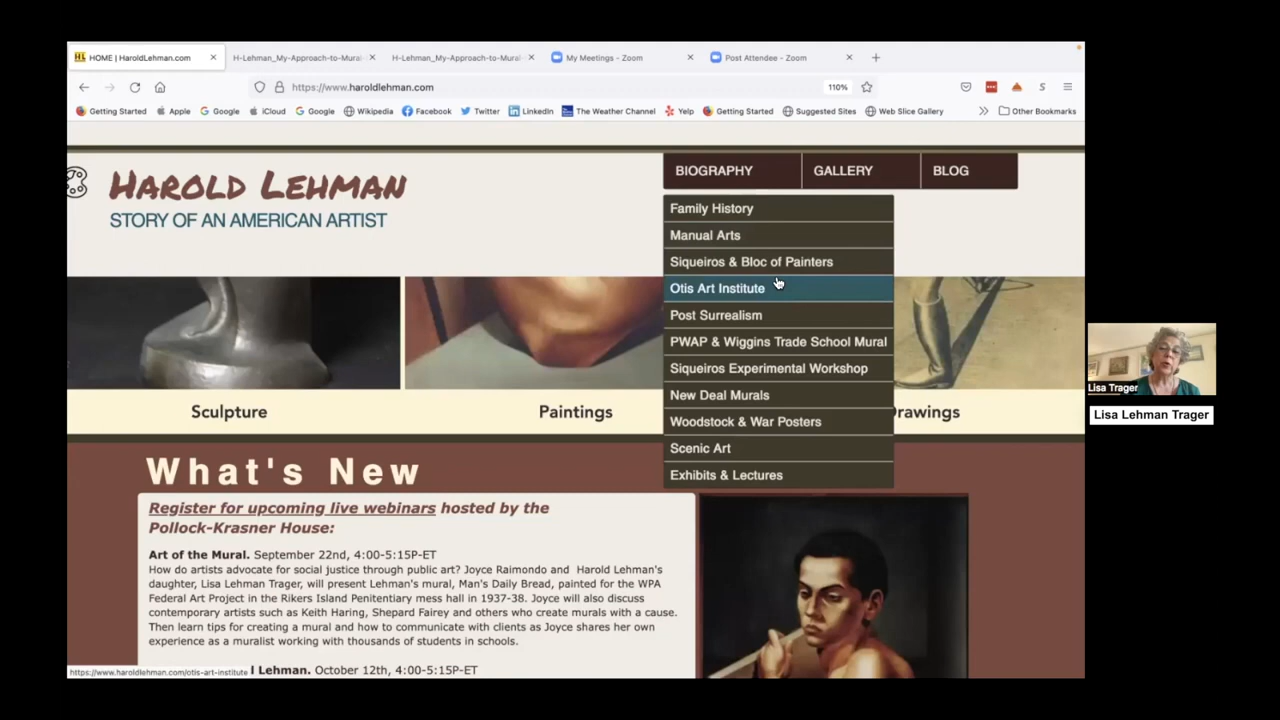 HL HOME | HaroldLehman.com
H-Lehman_My-Approach-to-Mural-
H-Lehman_My-Approach-to-Mural-
My Meetings - Zoom
Post Attendee - Zoom
https://www.haroldlehman.com
110%
Getting Started Apple Google iCloud Google Wikipedia Facebook Twitter LinkedIn The Weather Channel Yelp Getting Started Suggested Sites Web Slice Gallery Other Bookmarks
HAROLD LEHMAN
STORY OF AN AMERICAN ARTIST
BIOGRAPHY GALLERY BLOG
Family History
Manual Arts
Siqueiros & Bloc of Painters
Otis Art Institute
Post Surrealism
PWAP & Wiggins Trade School Mural
Siqueiros Experimental Workshop
New Deal Murals
Woodstock & War Posters
Scenic Art
Exhibits & Lectures
Sculpture Paintings Drawings
What's New
Register for upcoming live webinars hosted by the
Pollock-Krasner House:
Art of the Mural. September 22nd, 4:00-5:15P-ET
How do artists advocate for social justice through public art? Joyce Raimondo and Harold Lehman's
daughter, Lisa Lehman Trager, will present Lehman's mural, Man's Daily Bread, painted for the WPA
Federal Art Project in the Rikers Island Penitentiary mess hall in 1937-38. Joyce will also discuss
contemporary artists such as Keith Haring, Shepard Fairey and others who create murals with a cause.
Then learn tips for creating a mural and how to communicate with clients as Joyce shares her own
experience as a muralist working with thousands of students in schools.
l Lehman. October 12th, 4:00-5:15P-ET
https://www.haroldlehman.com/otis-art-institute
Lisa Trager
Lisa Lehman Trager